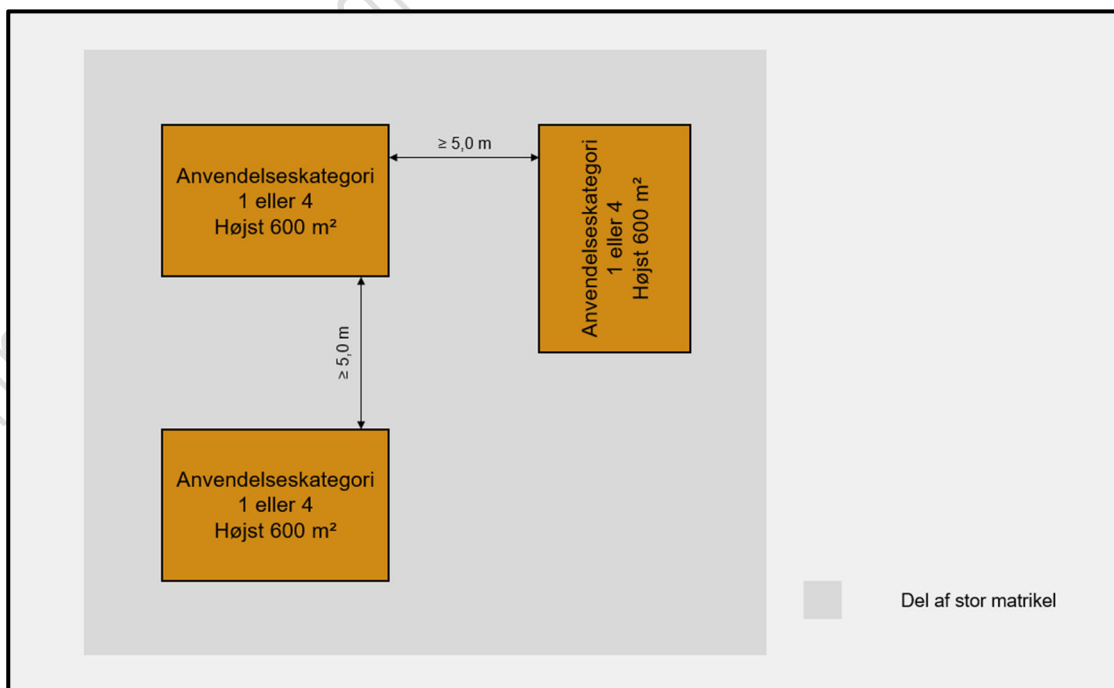 Anvendelseskategori
1 eller 4
Højst 600 m²
≥ 5,0 m
Anvendelseskategori
1 eller 4
Højst 600 m²
≥ 5,0 m
Anvendelseskategori
1 eller 4
Højst 600 m²
Del af stor matrikel